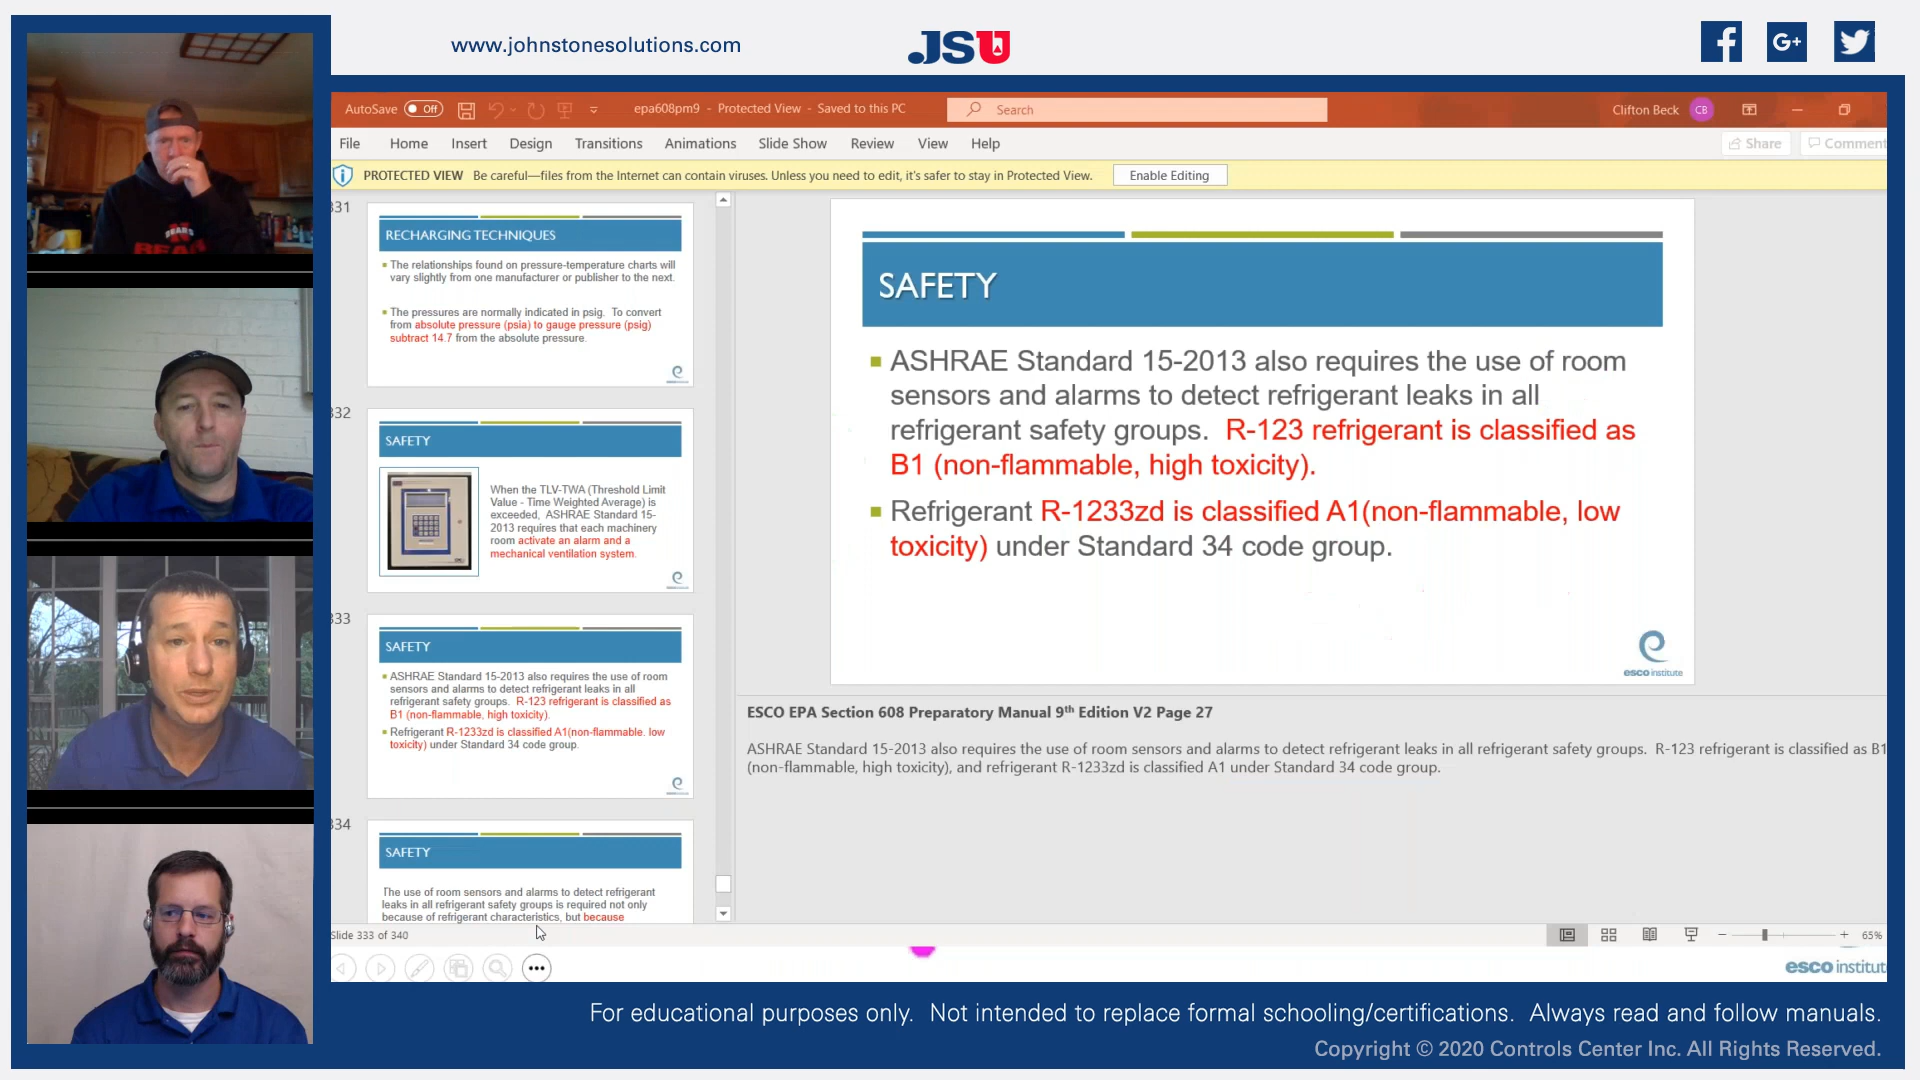 www.johnstonesolutions.com
JSU
G+
AutoSave Off
epa608pm9 - Protected View - Saved to this PC
Search
Clifton Beck CB
File Home Insert Design Transitions Animations Slide Show Review View Help
Share Comment
PROTECTED VIEW Be careful—files from the Internet can contain viruses. Unless you need to edit, it's safer to stay in Protected View. Enable Editing
331
RECHARGING TECHNIQUES
The relationships found on pressure-temperature charts will
vary slightly from one manufacturer or publisher to the next.
The pressures are normally indicated in psig. To convert
from absolute pressure (psia) to gauge pressure (psig)
subtract 14.7 from the absolute pressure.
332
SAFETY
When the TLV-TWA (Threshold Limit
Value - Time Weighted Average) is
exceeded, ASHRAE Standard 15-
2013 requires that each machinery
room activate an alarm and a
mechanical ventilation system.
333
SAFETY
ASHRAE Standard 15-2013 also requires the use of room
sensors and alarms to detect refrigerant leaks in all
refrigerant safety groups. R-123 refrigerant is classified as
B1 (non-flammable, high toxicity).
Refrigerant R-1233zd is classified A1(non-flammable, low
toxicity) under Standard 34 code group.
334
SAFETY
The use of room sensors and alarms to detect refrigerant
leaks in all refrigerant safety groups is required not only
because of refrigerant characteristics, but because
SAFETY
ASHRAE Standard 15-2013 also requires the use of room
sensors and alarms to detect refrigerant leaks in all
refrigerant safety groups. R-123 refrigerant is classified as
B1 (non-flammable, high toxicity).
Refrigerant R-1233zd is classified A1(non-flammable, low
toxicity) under Standard 34 code group.
esco institute
ESCO EPA Section 608 Preparatory Manual 9th Edition V2 Page 27
ASHRAE Standard 15-2013 also requires the use of room sensors and alarms to detect refrigerant leaks in all refrigerant safety groups. R-123 refrigerant is classified as B1
(non-flammable, high toxicity), and refrigerant R-1233zd is classified A1 under Standard 34 code group.
Slide 333 of 340
65%
esco institut
For educational purposes only. Not intended to replace formal schooling/certifications. Always read and follow manuals.
Copyright © 2020 Controls Center Inc. All Rights Reserved.